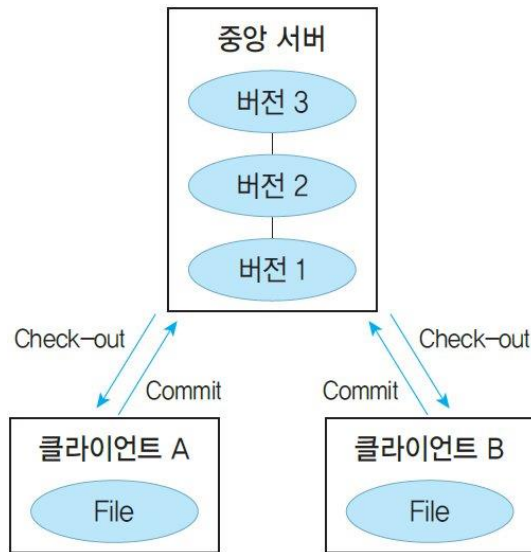 중앙 서버
버전 3
버전 2
버전 1
Check-out
Commit
Commit
Check-out
클라이언트 A
File
클라이언트 B
File